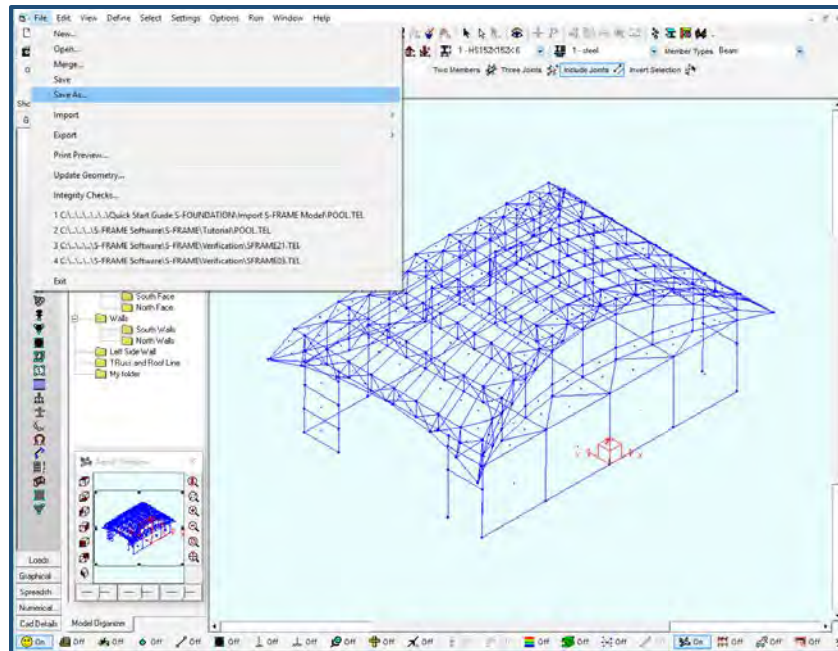 File Edit View Define Select Settings Options Run Window Help
New...
Open...
Merge...
Save
Save As...
Import
Export
Print Preview...
Update Geometry...
Integrity Checks...
1 C:\...\...\...\...\Quick Start Guide S-FOUNDATION\Import S-FRAME Model\POOL.TEL
2 C:\...\...\...\S-FRAME Software\S-FRAME\Tutorial\POOL.TEL
3 C:\...\...\...\S-FRAME Software\S-FRAME\Verification\SFRAME21.TEL
4 C:\...\...\...\S-FRAME Software\S-FRAME\Verification\SFRAME03.TEL
Exit
1 - HS152X152X6 1 - steel Member Types Beam
Two Members Three Joints Include Joints Invert Selection
South Face
North Face
Walls
South Walls
North Walls
Left Side Wall
TRuss and Roof Line
My folder
Loads
Graphical
Spreadsh
Numerical
Cad Details Model Organizer
On Off Off Off Off Off Off Off Off Off Off Off Off Off On Off Off Off